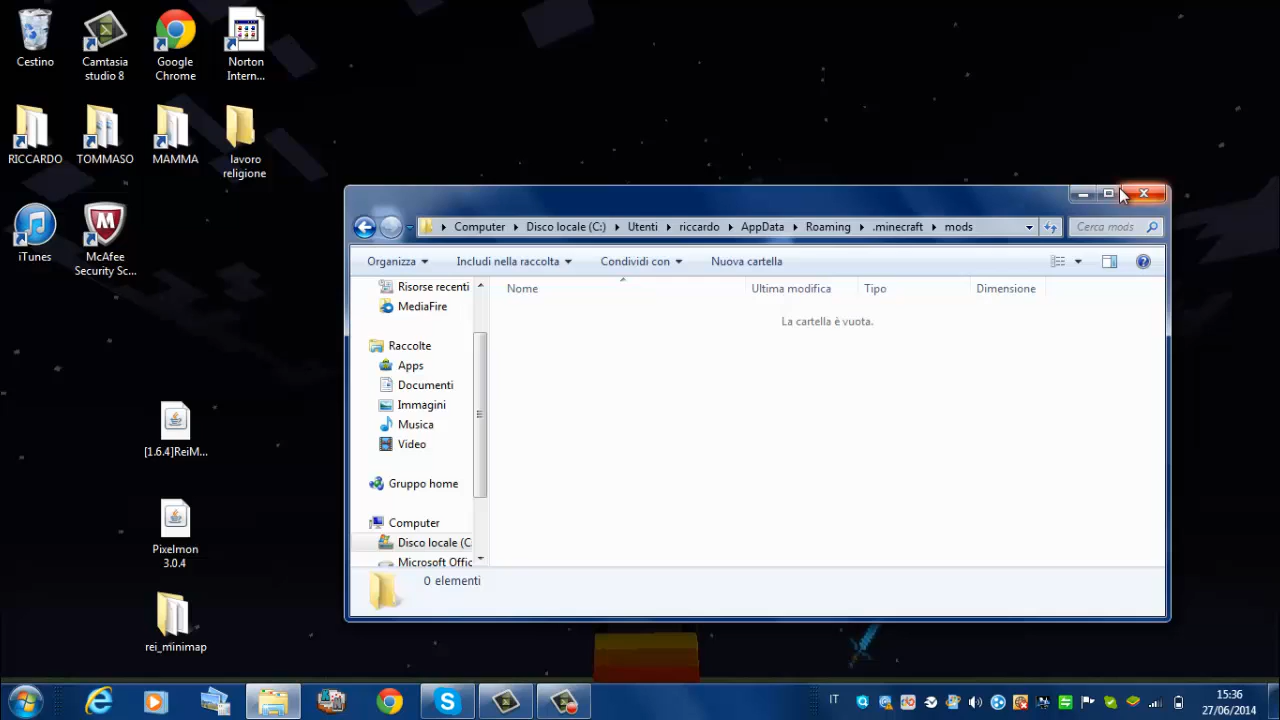 Cestino
Camtasia
studio 8
Google
Chrome
Norton
Intern...
RICCARDO
TOMMASO
MAMMA
lavoro
religione
iTunes
McAfee
Security Sc...
[1.6.4]ReiM...
Pixelmon
3.0.4
rei_minimap
Computer
Disco locale (C:)
Utenti
riccardo
AppData
Roaming
.minecraft
mods
Cerca mods
Organizza
Includi nella raccolta
Condividi con
Nuova cartella
Nome
Ultima modifica
Tipo
Dimensione
La cartella è vuota.
Risorse recenti
MediaFire
Raccolte
Apps
Documenti
Immagini
Musica
Video
Gruppo home
Computer
Disco locale (C
Microsoft Offic
0 elementi
IT
15:36
27/06/2014